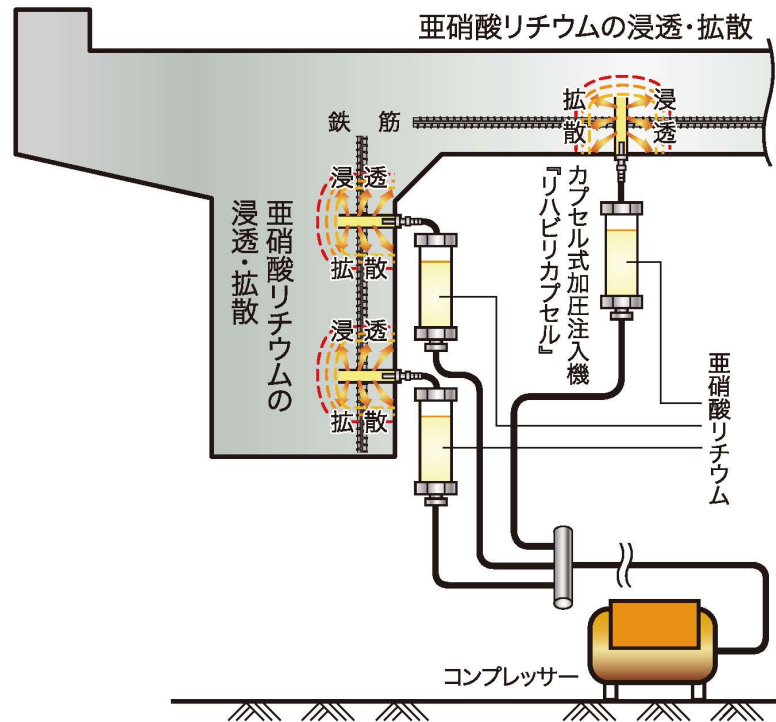 亜硝酸リチウムの浸透・拡散
拡 浸
散 透
鉄 筋
浸 透
拡 散
浸 透
拡 散
亜硝酸リチウムの
浸透・拡散
カプセル式加圧注入機
『リハビリカプセル』
亜硝酸リチウム
コンプレッサー